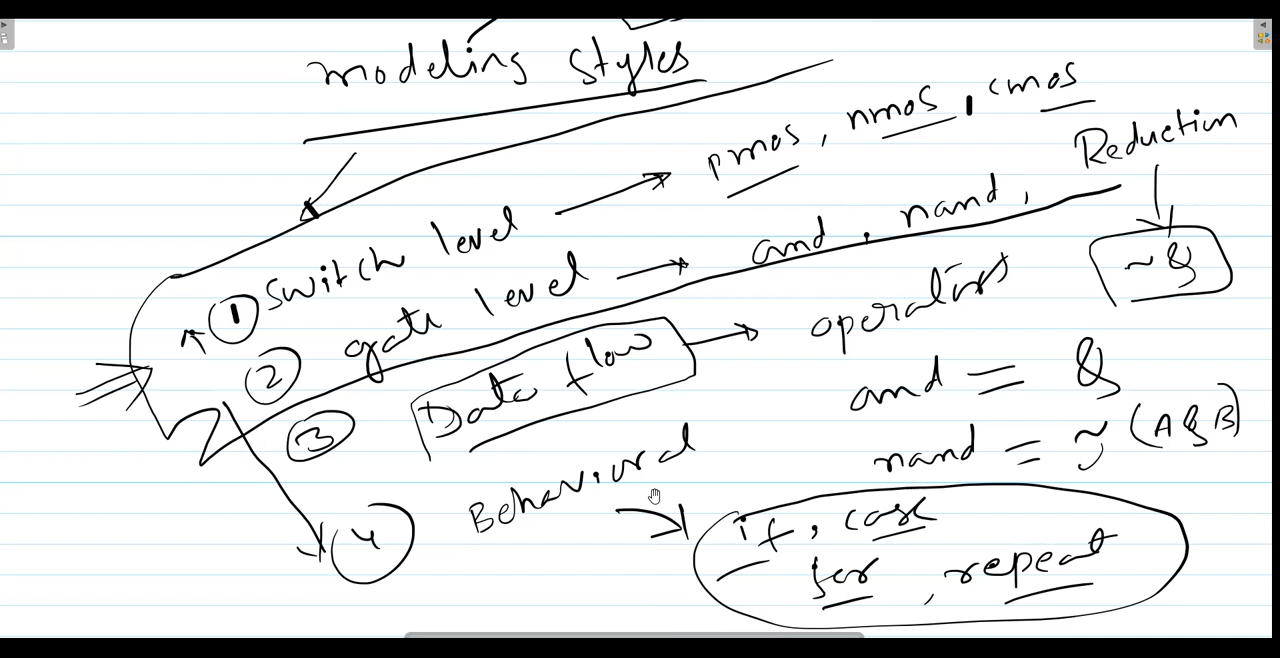 modeling styles
① Switch level → pmos, nmos, cmos
② gate level → and, nand,
Reduction
~&
③ Data flow → operators
and = &
nand = ~(A&B)
④ Behavioural → if, case
for, repeat